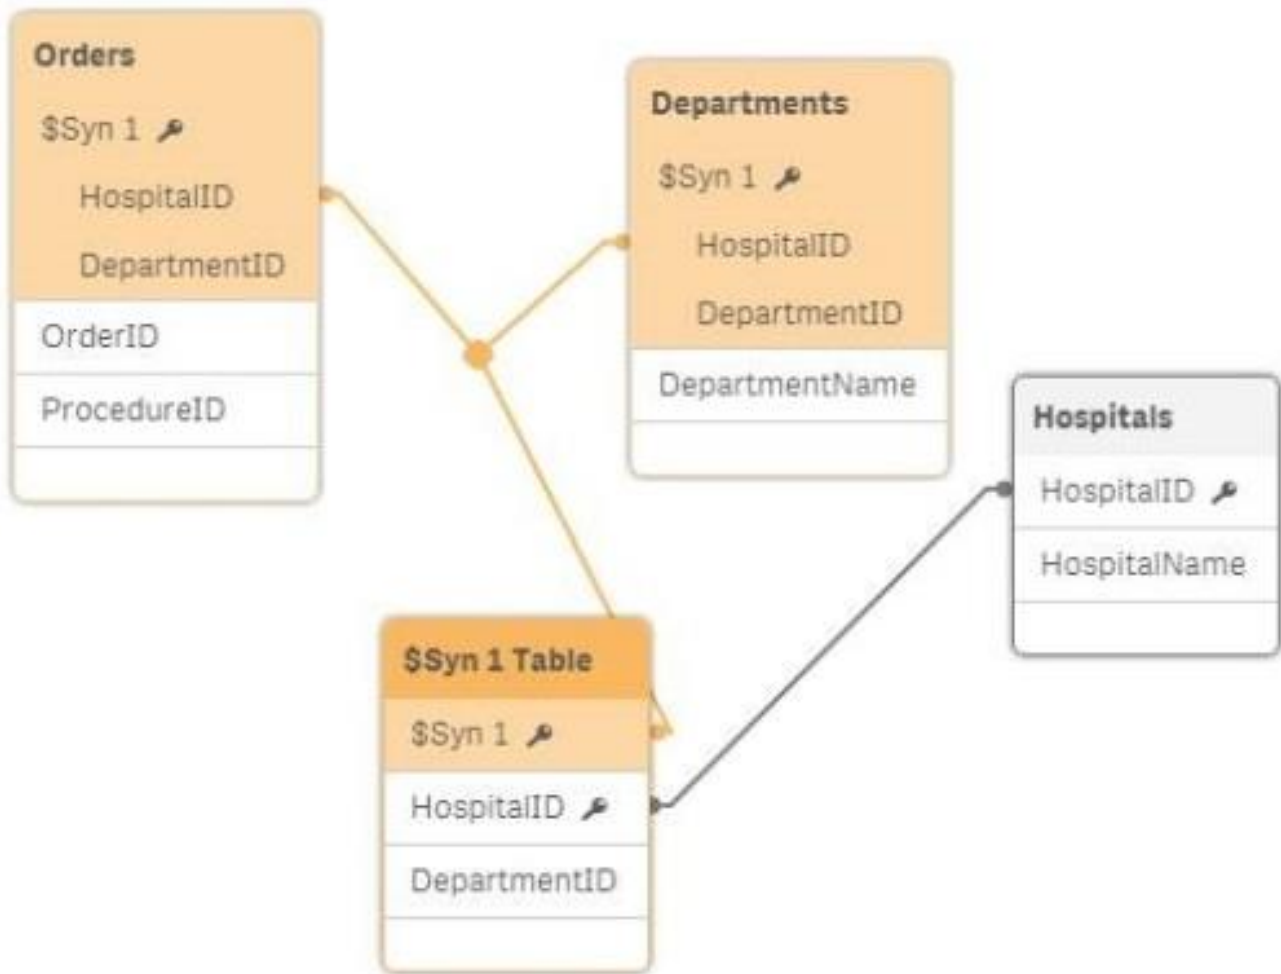 Orders
$Syn 1
HospitalID
DepartmentID
OrderID
ProcedureID
Departments
$Syn 1
HospitalID
DepartmentID
DepartmentName
Hospitals
HospitalID
HospitalName
$Syn 1 Table
$Syn 1
HospitalID
DepartmentID